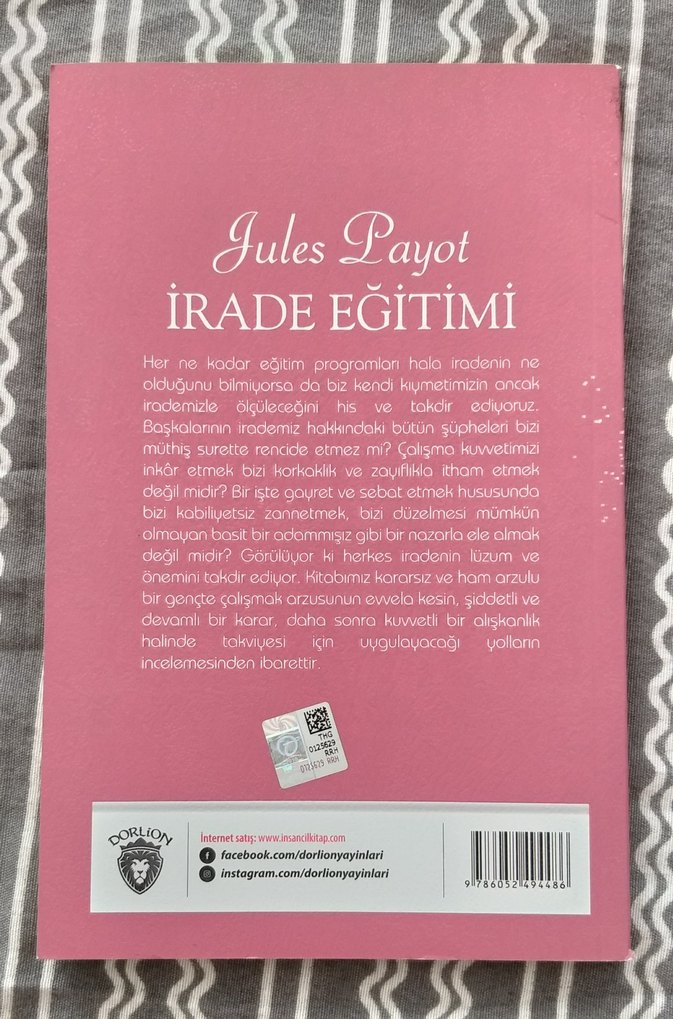 Jules Payot
İRADE EĞİTİMİ
Her ne kadar eğitim programları hala iradenin ne
olduğunu bilmiyorsa da biz kendi kıymetimizin ancak
irademizle ölçüleceğini his ve takdir ediyoruz.
Başkalarının irademiz hakkındaki bütün şüpheleri bizi
müthiş surette rencide etmez mi? Çalışma kuvvetimizi
inkâr etmek bizi korkaklık ve zayıflıkla itham etmek
değil midir? Bir işte gayret ve sebat etmek hususunda
bizi kabiliyetsiz zannetmek, bizi düzelmesi mümkün
olmayan basit bir adammışız gibi bir nazarla ele almak
değil midir? Görülüyor ki herkes iradenin lüzum ve
önemini takdir ediyor. Kitabımız kararsız ve ham arzulu
bir gençte çalışmak arzusunun evvela kesin, şiddetli ve
devamlı bir karar, daha sonra kuvvetli bir alışkanlık
halinde takviyesi için uygulayacağı yolların
incelemesinden ibarettir.
THG
0125629
RRH
0125629 RRH
DORLiON
İnternet satış: www.insancilkitap.com
facebook.com/dorlionyayinlari
instagram.com/dorlionyayinlari
9 786052 494486